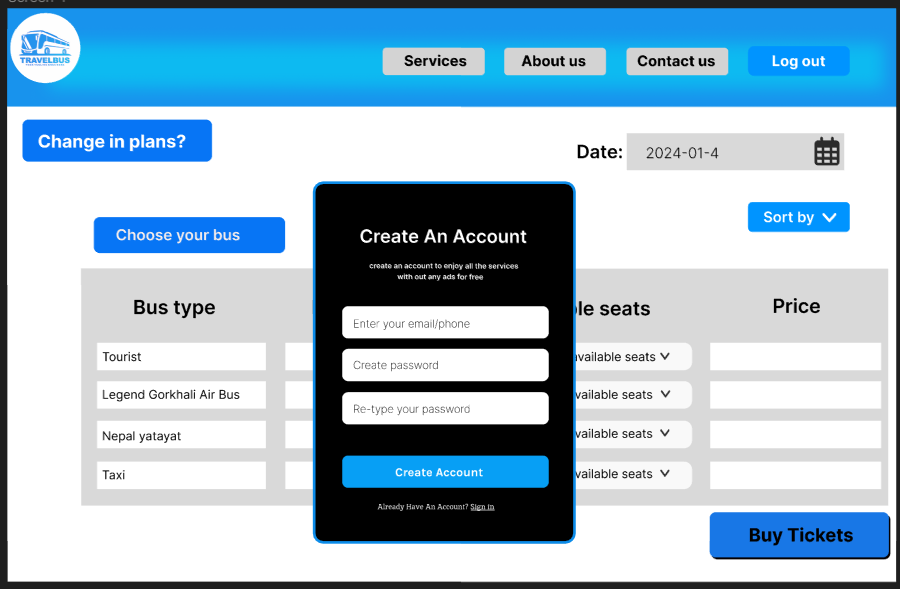 TRAVELBUS
Services
About us
Contact us
Log out
Change in plans?
Date:
2024-01-4
Sort by
Choose your bus
Create An Account
create an account to enjoy all the services
with out any ads for free
Bus type
le seats
Price
Enter your email/phone
Tourist
vailable seats
Create password
Legend Gorkhali Air Bus
vailable seats
Re-type your password
Nepal yatayat
vailable seats
Taxi
vailable seats
Create Account
Already Have An Account? Sign in
Buy Tickets